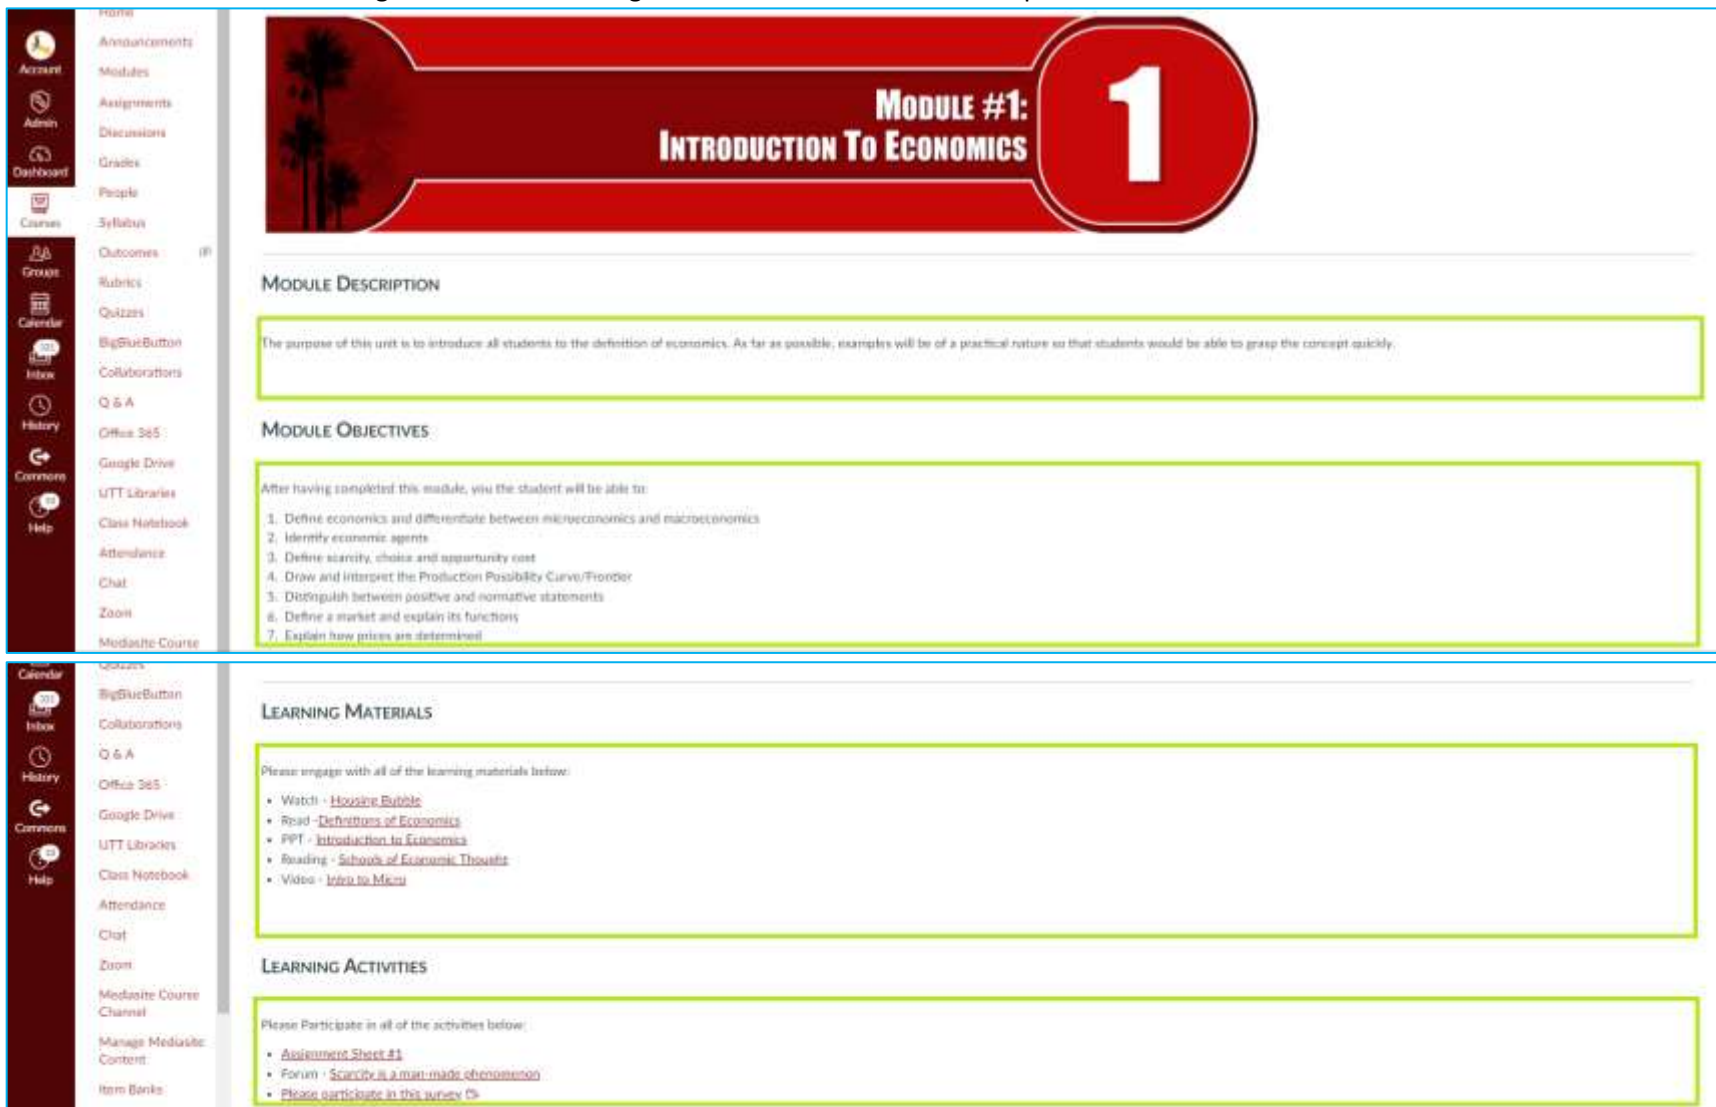 Home
Account
Admin
Dashboard
Courses
Groups
Calendar
Inbox
History
Commons
Help
Announcements
Modules
Assignments
Discussions
Grades
People
Syllabus
Outcomes
Rubrics
Quizzes
BigBlueButton
Collaborations
Q & A
Office 365
Google Drive
UTT Libraries
Class Notebook
Attendance
Chat
Zoom
Mediasite Course
MODULE #1:
INTRODUCTION TO ECONOMICS
1
MODULE DESCRIPTION
The purpose of this unit is to introduce all students to the definition of economics. As far as possible, examples will be of a practical nature so that students would be able to grasp the concept quickly.
MODULE OBJECTIVES
After having completed this module, you the student will be able to:
1. Define economics and differentiate between microeconomics and macroeconomics
2. Identify economic agents
3. Define scarcity, choice and opportunity cost
4. Draw and interpret the Production Possibility Curve/Frontier
5. Distinguish between positive and normative statements
6. Define a market and explain its functions
7. Explain how prices are determined
Calendar
Inbox
History
Commons
Help
Quizzes
BigBlueButton
Collaborations
Q & A
Office 365
Google Drive
UTT Libraries
Class Notebook
Attendance
Chat
Zoom
Mediasite Course
Channel
Manage Mediasite
Content
Item Banks
LEARNING MATERIALS
Please engage with all of the learning materials below:
• Watch - Housing Bubble
• Read -Definitions of Economics
• PPT - Introduction to Economics
• Reading - Schools of Economic Thought
• Video - Intro to Micro
LEARNING ACTIVITIES
Please Participate in all of the activities below:
• Assignment Sheet #1
• Forum - Scarcity is a man-made phenomenon
• Please participate in this survey